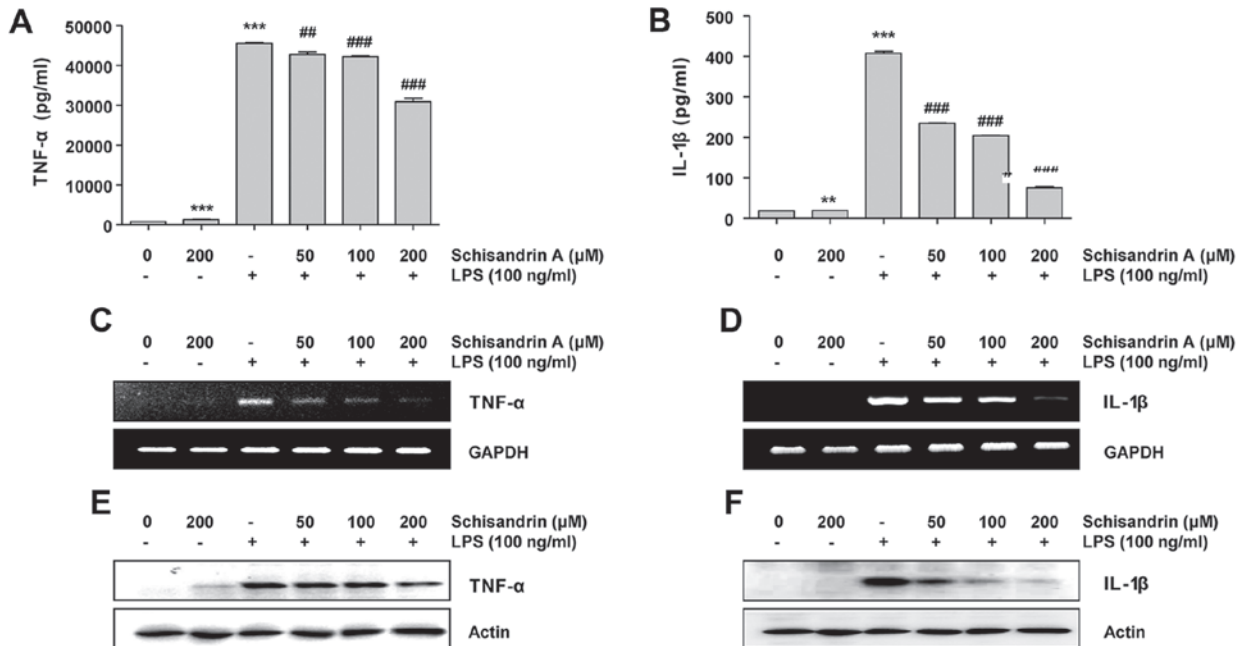 A
TNF-α (pg/ml)
50000
40000
30000
20000
10000
0
***
***
##
###
###
0 200 - 50 100 200 Schisandrin A (µM)
- - + + + + LPS (100 ng/ml)
B
IL-1β (pg/ml)
500
400
300
200
100
0
**
***
###
###
#
###
0 200 - 50 100 200 Schisandrin A (µM)
- - + + + + LPS (100 ng/ml)
C
0 200 - 50 100 200 Schisandrin A (µM)
- - + + + + LPS (100 ng/ml)
TNF-α
GAPDH
D
0 200 - 50 100 200 Schisandrin A (µM)
- - + + + + LPS (100 ng/ml)
IL-1β
GAPDH
E
0 200 - 50 100 200 Schisandrin (µM)
- - + + + + LPS (100 ng/ml)
TNF-α
Actin
F
0 200 - 50 100 200 Schisandrin A (µM)
- - + + + + LPS (100 ng/ml)
IL-1β
Actin